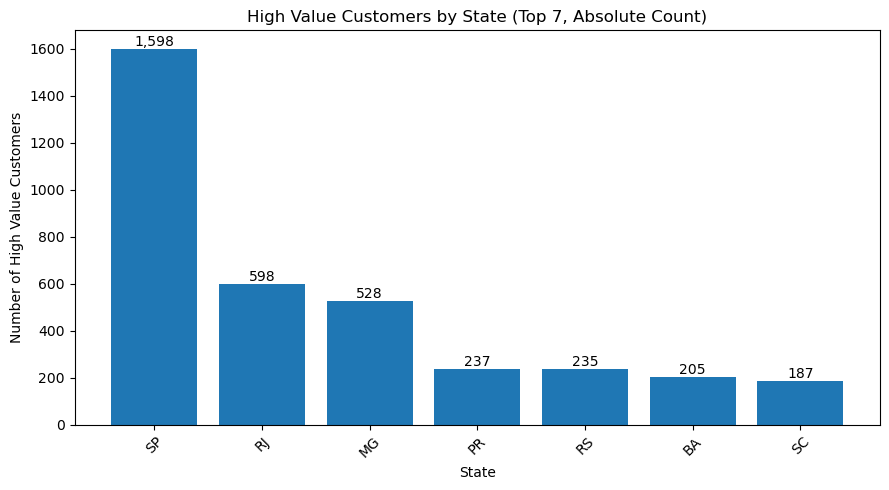 High Value Customers by State (Top 7, Absolute Count)
Number of High Value Customers
1600
1400
1200
1000
800
600
400
200
0
1,598
598
528
237
235
205
187
SP
RJ
MG
PR
RS
BA
SC
State